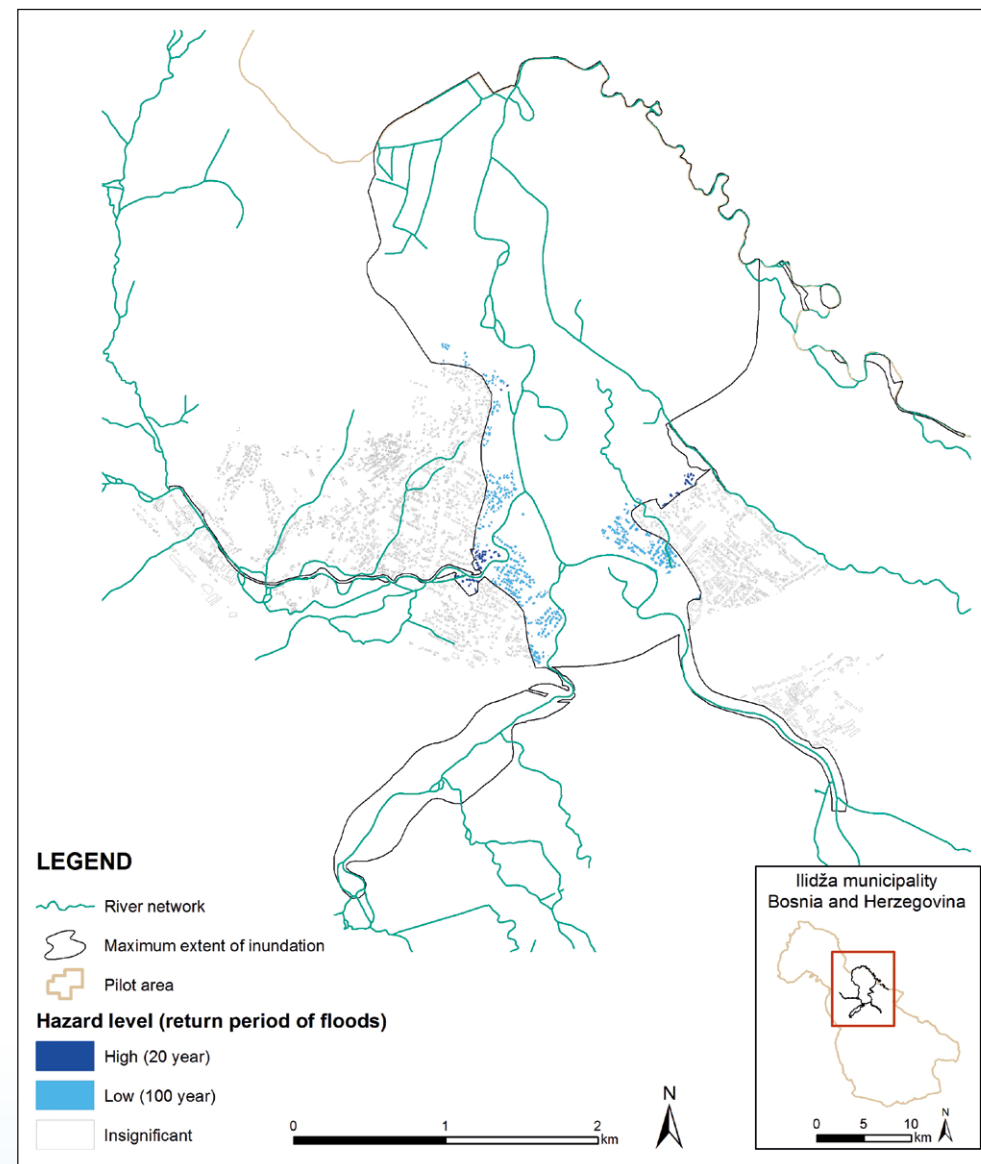 LEGEND
River network
Maximum extent of inundation
Pilot area
Hazard level (return period of floods)
High (20 year)
Low (100 year)
Insignificant
0 1 2
km
N
Ilidža municipality
Bosnia and Herzegovina
0 5 10
km
N